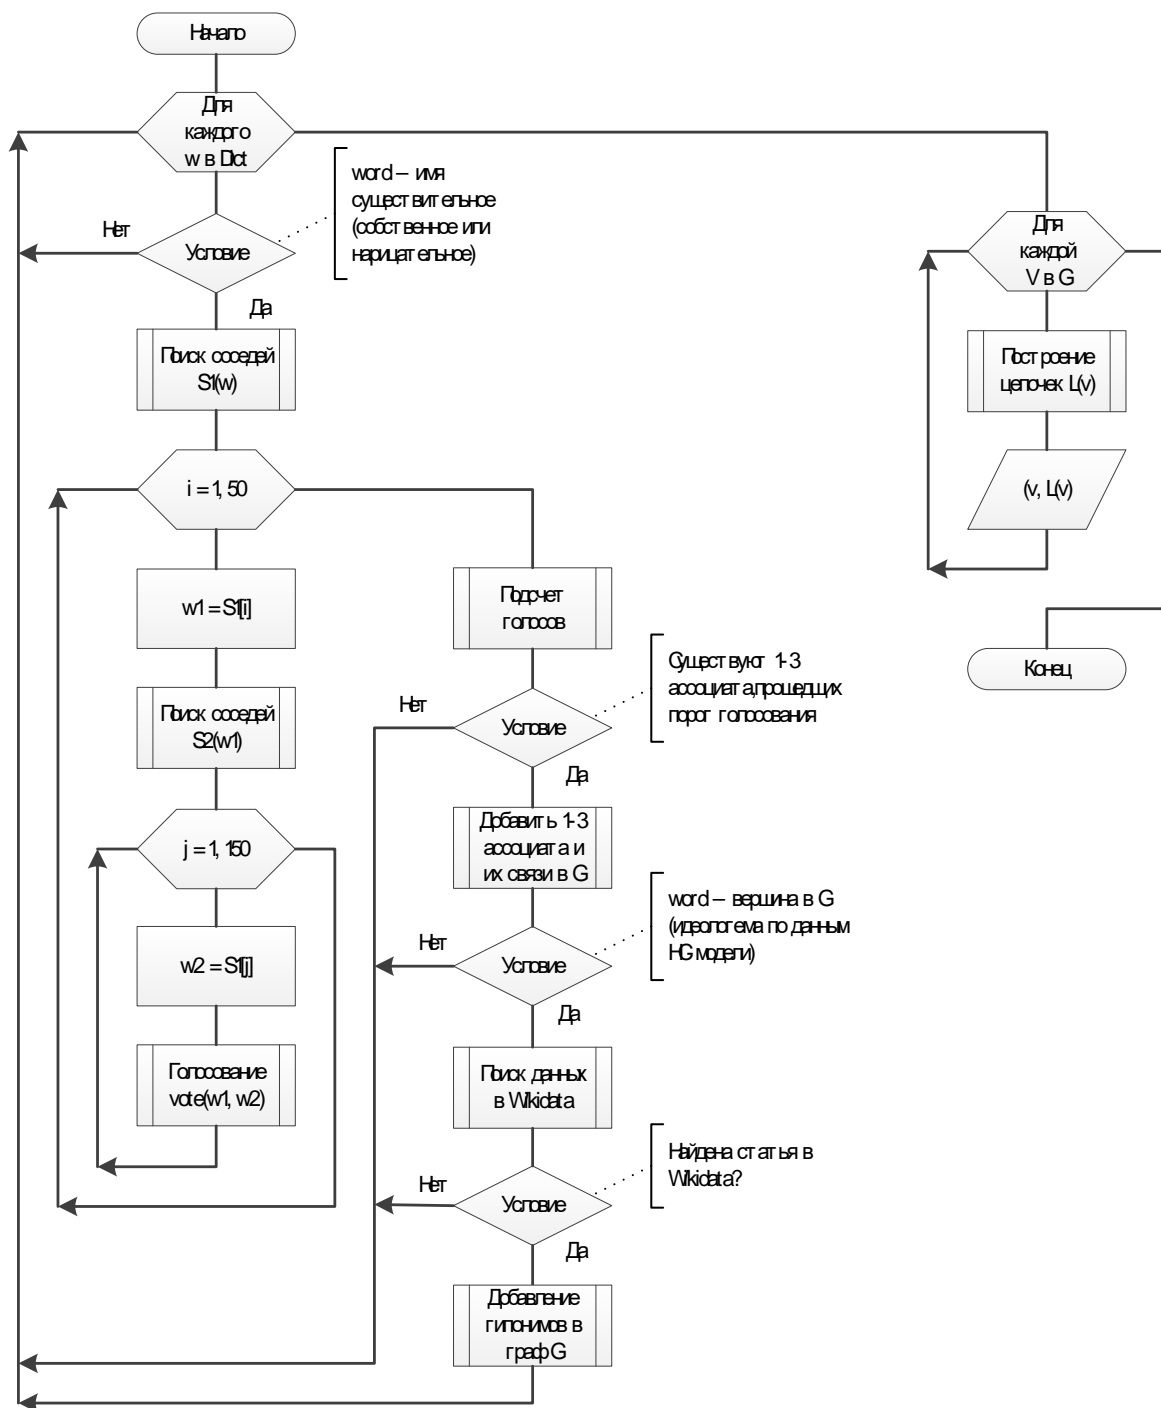 Начало
Для
каждого
w в Dict
word – имя
существительное
(собственное или
нарицательное)
Нет
Условие
Да
Поиск соседей
S1(w)
i = 1, 50
w1 = S1[i]
Поиск соседей
S2(w1)
j = 1, 150
w2 = S1[j]
Голосование
vote(w1, w2)
Подсчет
голосов
Существуют 1-3
ассоциата,прошедших
порог голосования
Нет
Условие
Да
Добавить 1-3
ассоциата и
их связи в G
word – вершина в G
(идеологема по данным
HG модели)
Нет
Условие
Да
Поиск данных
в Wikidata
Найдена статья в
Wikidata?
Нет
Условие
Да
Добавление
гипонимов в
граф G
Для
каждой
V в G
Построение
цепочек L(v)
(v, L(v)
Конец